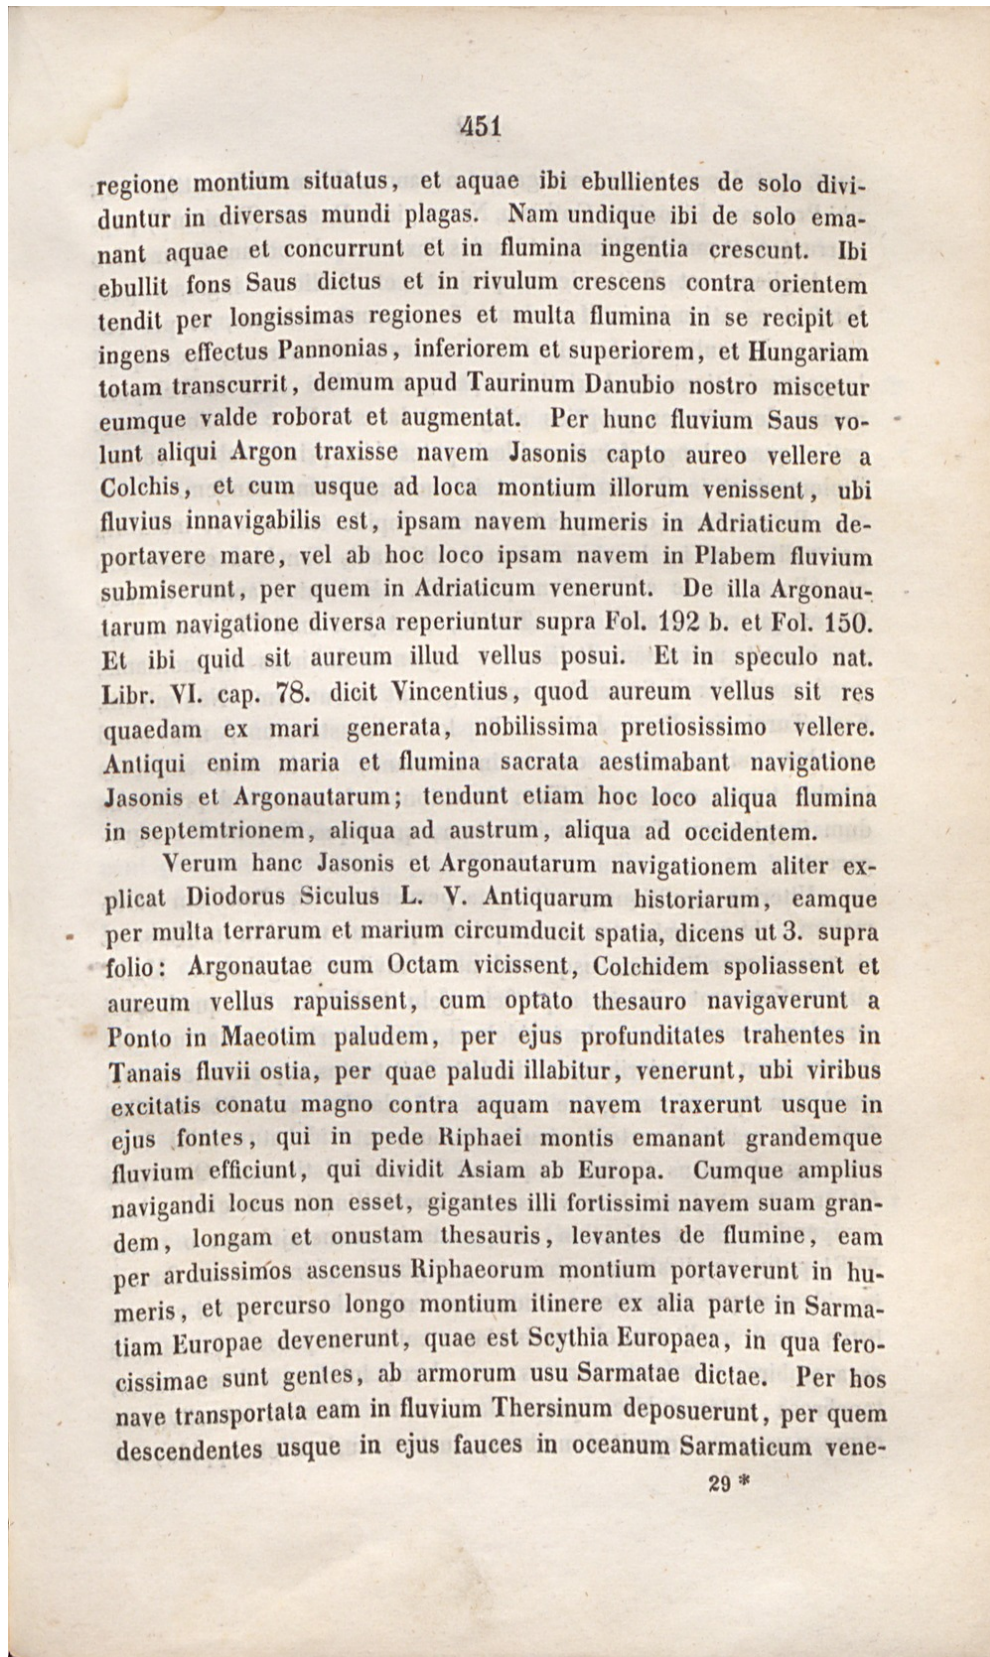 451
regione montium situatus, et aquae ibi ebullientes de solo divi-
duntur in diversas mundi plagas. Nam undique ibi de solo ema-
nant aquae et concurrunt et in flumina ingentia crescunt. Ibi
ebullit fons Saus dictus et in rivulum crescens contra orientem
tendit per longissimas regiones et multa flumina in se recipit et
ingens effectus Pannonias, inferiorem et superiorem, et Hungariam
totam transcurrit, demum apud Taurinum Danubio nostro miscetur
eumque valde roborat et augmentat. Per hunc fluvium Saus vo-
lunt aliqui Argon traxisse navem Jasonis capto aureo vellere a
Colchis, et cum usque ad loca montium illorum venissent, ubi
fluvius innavigabilis est, ipsam navem humeris in Adriaticum de-
portavere mare, vel ab hoc loco ipsam navem in Plabem fluvium
submiserunt, per quem in Adriaticum venerunt. De illa Argonau-
tarum navigatione diversa reperiuntur supra Fol. 192 b. et Fol. 150.
Et ibi quid sit aureum illud vellus posui. Et in speculo nat.
Libr. VI. cap. 78. dicit Vincentius, quod aureum vellus sit res
quaedam ex mari generata, nobilissima pretiosissimo vellere.
Antiqui enim maria et flumina sacrata aestimabant navigatione
Jasonis et Argonautarum; tendunt etiam hoc loco aliqua flumina
in septemtrionem, aliqua ad austrum, aliqua ad occidentem.
Verum hanc Jasonis et Argonautarum navigationem aliter ex-
plicat Diodorus Siculus L. V. Antiquarum historiarum, eamque
per multa terrarum et marium circumducit spatia, dicens ut 3. supra
folio: Argonautae cum Octam vicissent, Colchidem spoliassent et
aureum vellus rapuissent, cum optato thesauro navigaverunt a
Ponto in Maeotim paludem, per ejus profunditates trahentes in
Tanais fluvii ostia, per quae paludi illabitur, venerunt, ubi viribus
excitatis conatu magno contra aquam navem traxerunt usque in
ejus fontes, qui in pede Riphaei montis emanant grandemque
fluvium efficiunt, qui dividit Asiam ab Europa. Cumque amplius
navigandi locus non esset, gigantes illi fortissimi navem suam gran-
dem, longam et onustam thesauris, levantes de flumine, eam
per arduissimos ascensus Riphaeorum montium portaverunt in hu-
meris, et percurso longo montium itinere ex alia parte in Sarma-
tiam Europae devenerunt, quae est Scythia Europaea, in qua fero-
cissimae sunt gentes, ab armorum usu Sarmatae dictae. Per hos
nave transportata eam in fluvium Thersinum deposuerunt, per quem
descendentes usque in ejus fauces in oceanum Sarmaticum vene-
29 *